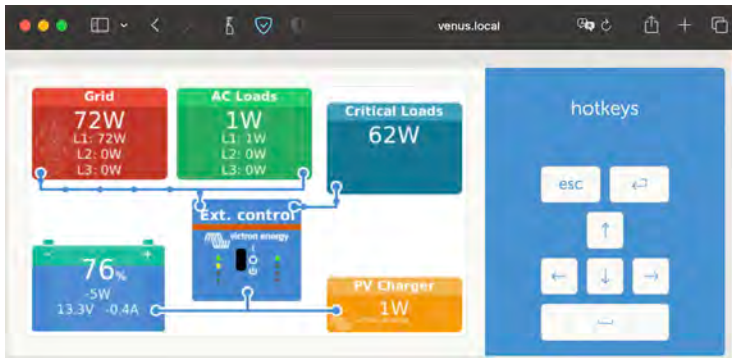 venus.local
Grid
72W
L1: 72W
L2: 0W
L3: 0W
AC Loads
1W
L1: 1W
L2: 0W
L3: 0W
Critical Loads
62W
Ext. control
victron energy
76%
-5W
13.3V -0.4A
PV Charger
1W
hotkeys
esc